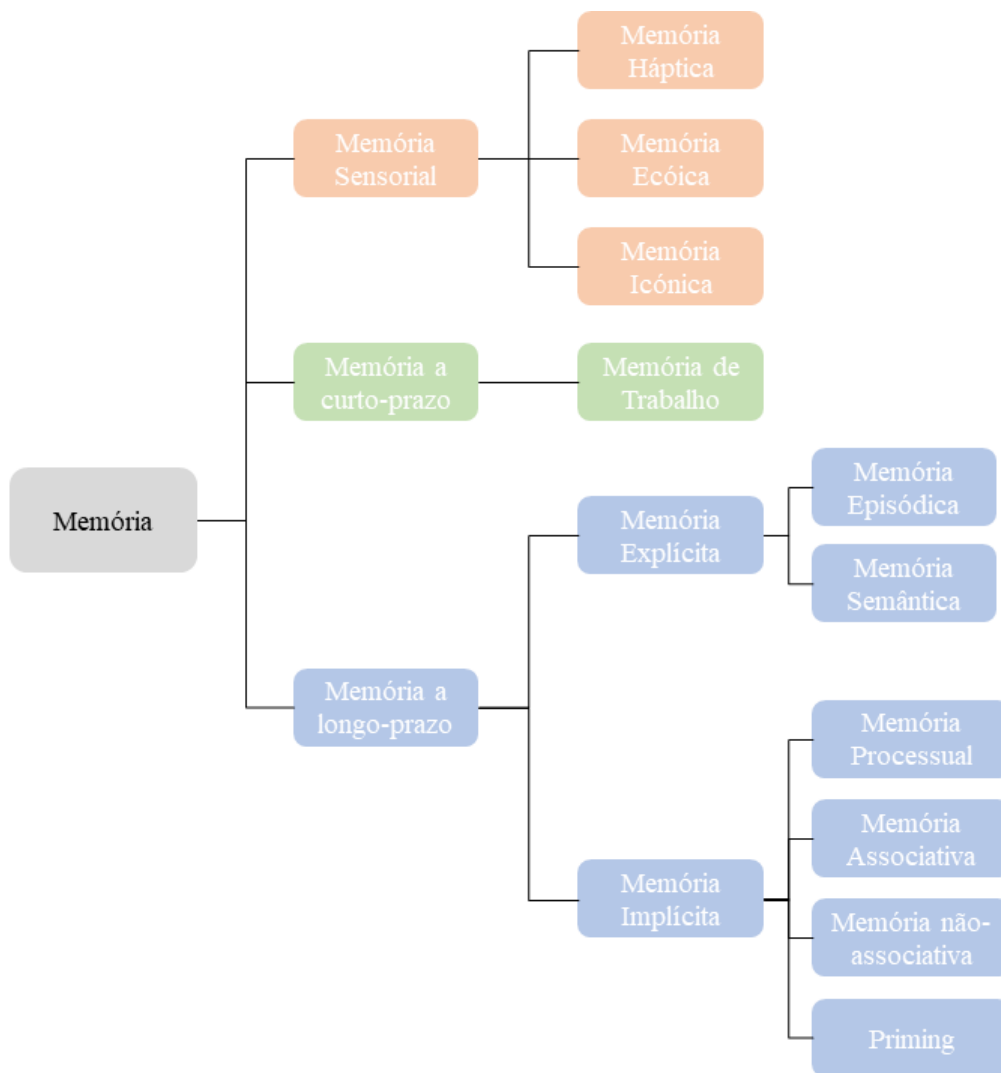 Memória
Háptica
Memória
Sensorial
Memória
Ecóica
Memória
Icónica
Memória a
curto-prazo
Memória de
Trabalho
Memória
Memória
Explícita
Memória
Episódica
Memória
Semântica
Memória a
longo-prazo
Memória
Processual
Memória
Associativa
Memória
Implícita
Memória não-
associativa
Priming